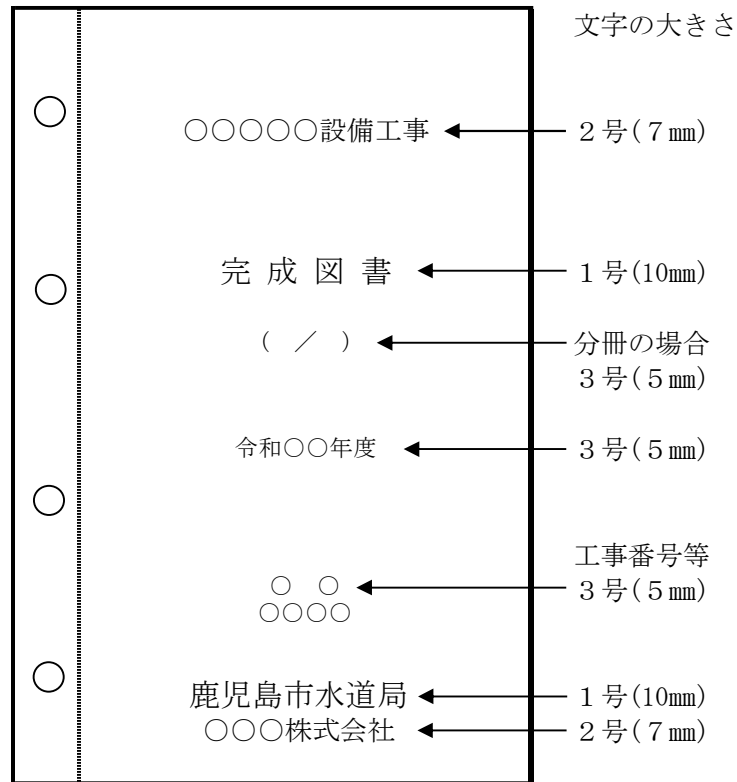 文字の大きさ
○○○○○設備工事
２号(７㎜)
完 成 図 書
１号(10㎜)
( ／ )
分冊の場合
３号(５㎜)
令和○○年度
３号(５㎜)
工事番号等
○ ○
３号(５㎜)
○○○○
鹿児島市水道局
１号(10㎜)
○○○株式会社
２号(７㎜)